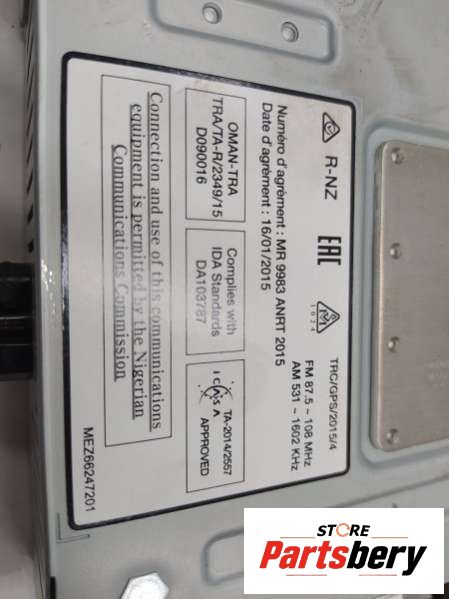 R-NZ
EAC
1024
TRC/GPS/2015/4
FM 87.5 ~ 108 MHz
AM 531 ~ 1602 KHz
Numéro d'agrément : MR 9983 ANRT 2015
Date d'agrément : 16/01/2015
OMAN-TRA
TRA/TA-R/2349/15
D090016
Complies with
IDA Standards
DA103787
ICASA
TA-2014/2557
APPROVED
Connection and use of this communications
equipment is permitted by the Nigerian
Communications Commission
MEZ66247201
STORE
Partsbery